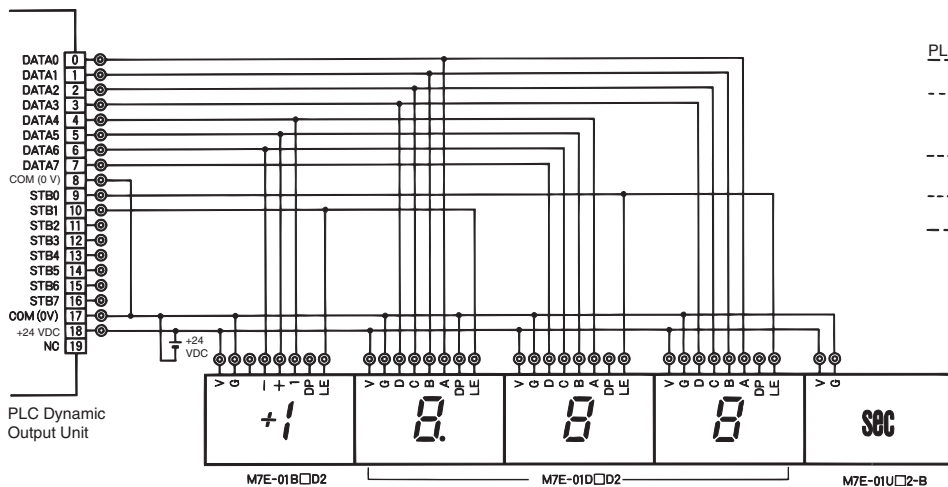 DATA0 0
DATA1 1
DATA2 2
DATA3 3
DATA4 4
DATA5 5
DATA6 6
DATA7 7
COM (0 V) 8
STB0 9
STB1 10
STB2 11
STB3 12
STB4 13
STB5 14
STB6 15
STB7 16
COM (0V) 17
+24 VDC 18
NC 19
PLC Dynamic
Output Unit
+24
VDC
PL
V G - + 1 DP LE
V G D C B A DP LE
V G D C B A DP LE
V G D C B A DP LE
V G
+1
8.
8
8
sec
M7E-01B□D2
M7E-01D□D2
M7E-01U□2-B